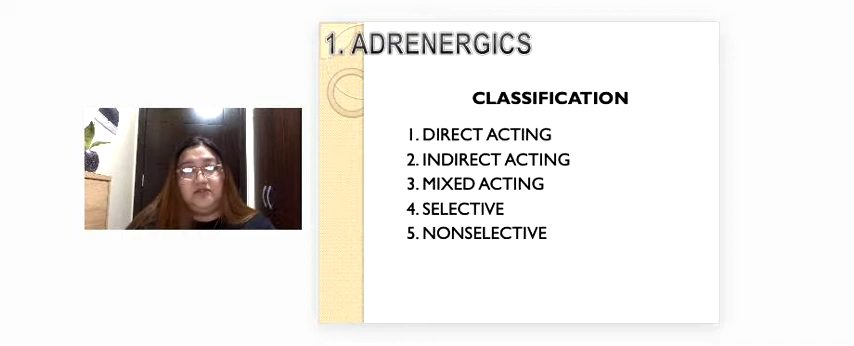 1. ADRENERGICS
CLASSIFICATION
1. DIRECT ACTING
2. INDIRECT ACTING
3. MIXED ACTING
4. SELECTIVE
5. NONSELECTIVE